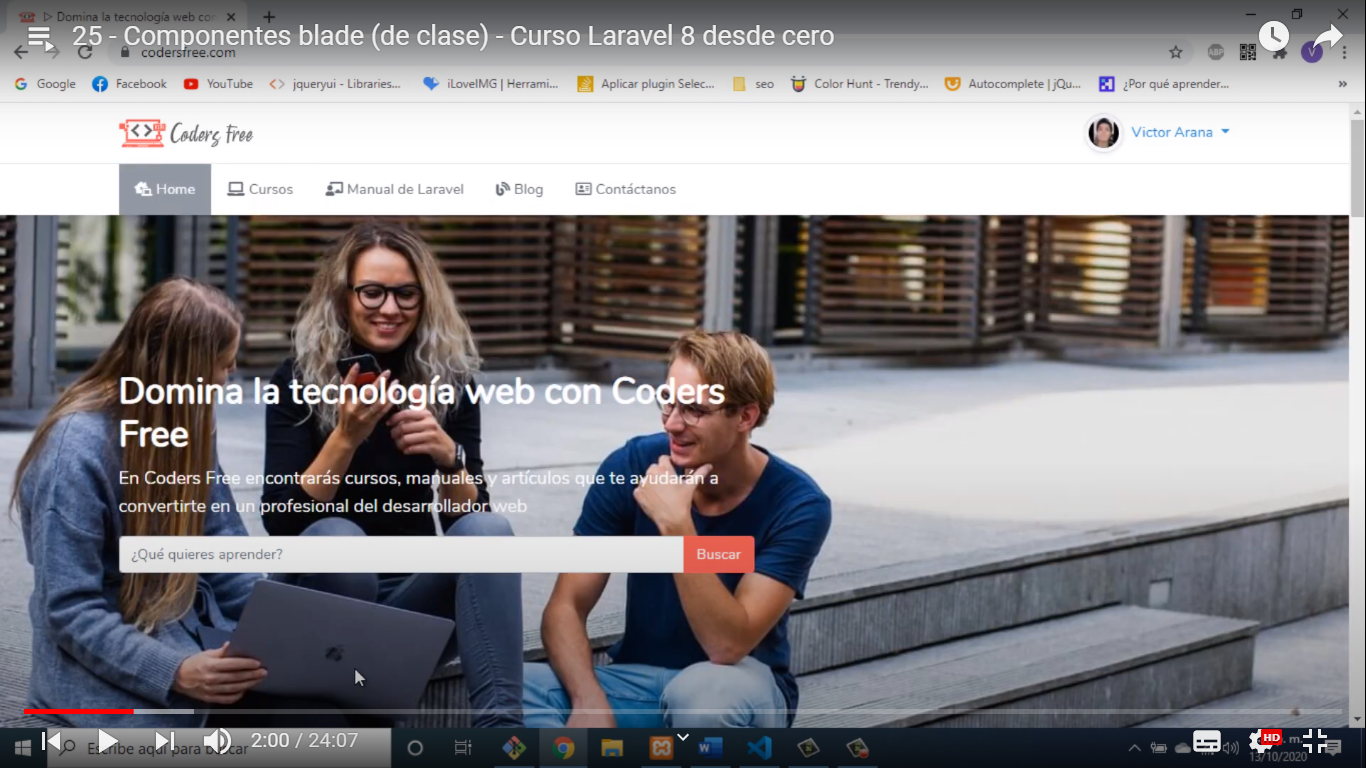 Domina la tecnología web con
25 - Componentes blade (de clase) - Curso Laravel 8 desde cero
codersfree.com
ABP
V
Google
Facebook
YouTube
jqueryui - Libraries...
iLoveIMG | Herrami...
Aplicar plugin Selec...
seo
Color Hunt - Trendy...
Autocomplete | jQu...
¿Por qué aprender...
Coders Free
Victor Arana
Home
Cursos
Manual de Laravel
Blog
Contáctanos
Domina la tecnología web con Coders
Free
En Coders Free encontrarás cursos, manuales y artículos que te ayudarán a
convertirte en un profesional del desarrollador web
¿Qué quieres aprender?
Buscar
Escribe aquí para buscar
2:00 / 24:07
HD
m.
13/10/2020